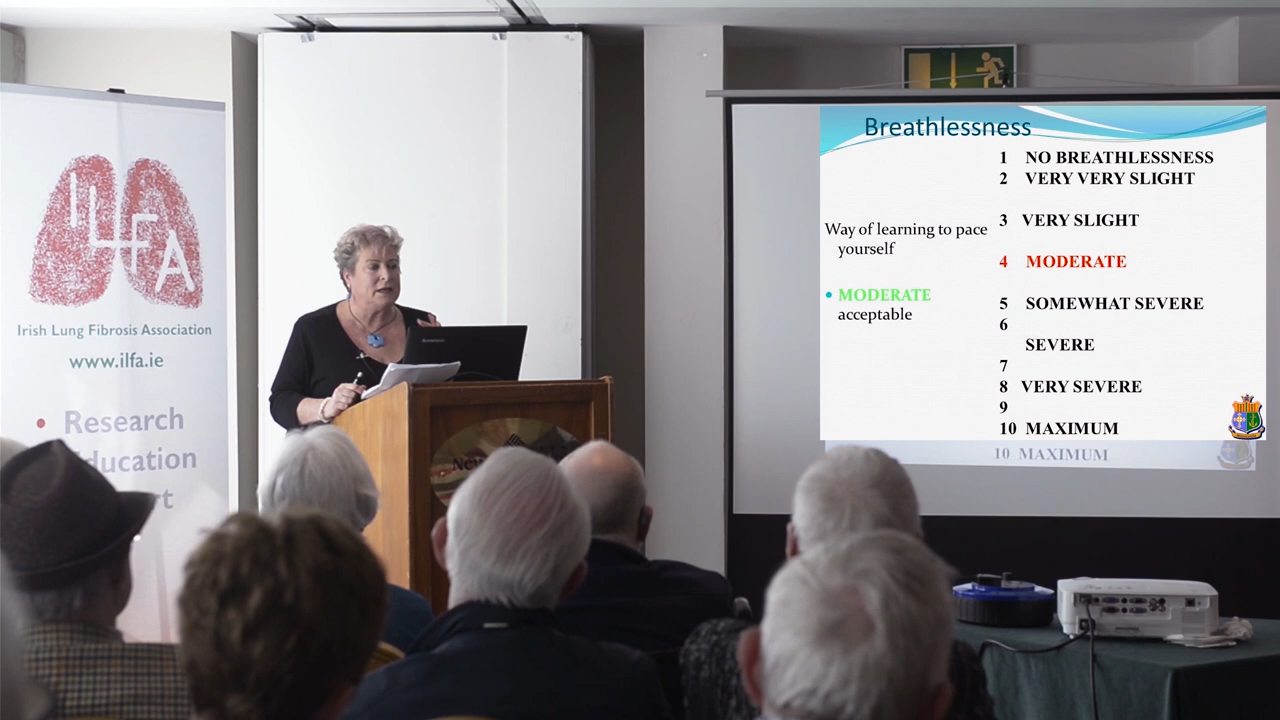 ILFA
Irish Lung Fibrosis Association
www.ilfa.ie
• Research
Education
Breathlessness
Way of learning to pace
yourself
• MODERATE
acceptable
1 NO BREATHLESSNESS
2 VERY VERY SLIGHT
3 VERY SLIGHT
4 MODERATE
5 SOMEWHAT SEVERE
6
SEVERE
7
8 VERY SEVERE
9
10 MAXIMUM
10 MAXIMUM